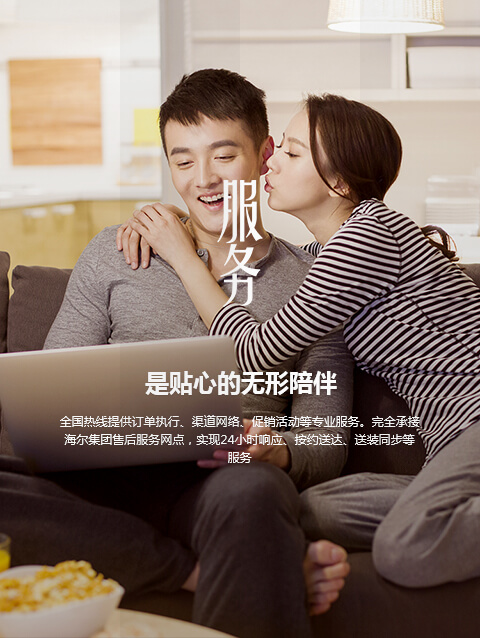 服务
是贴心的无形陪伴
全国热线提供订单执行、渠道网络、促销活动等专业服务。完全承接
海尔集团售后服务网点，实现24小时响应、按约送达、送装同步等
服务